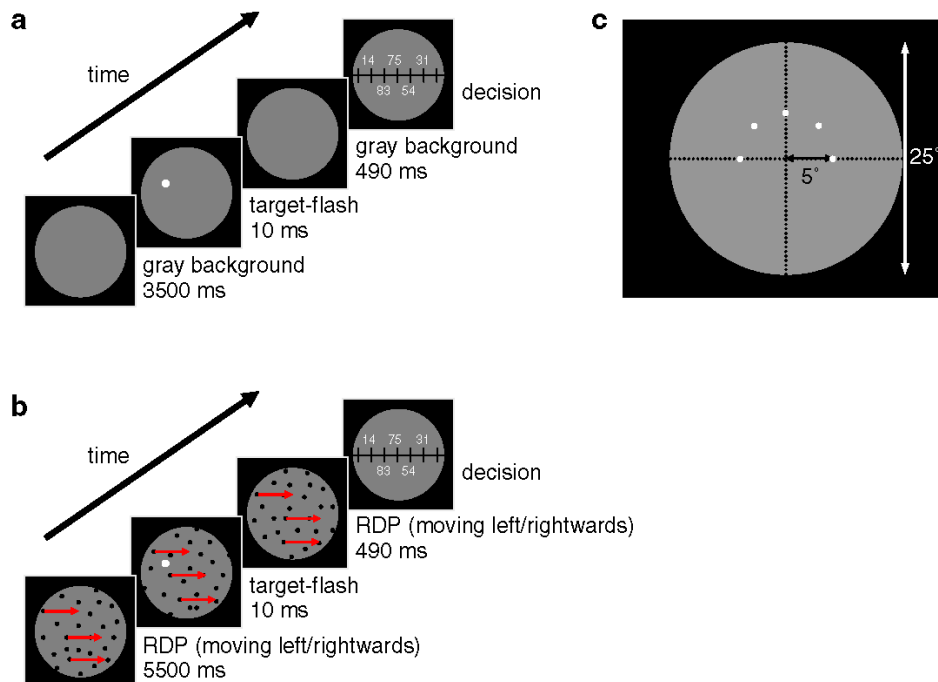 a
time
14 75 31
83 54
decision
gray background
490 ms
target-flash
10 ms
gray background
3500 ms
c
5°
25°
b
time
14 75 31
83 54
decision
RDP (moving left/rightwards)
490 ms
target-flash
10 ms
RDP (moving left/rightwards)
5500 ms